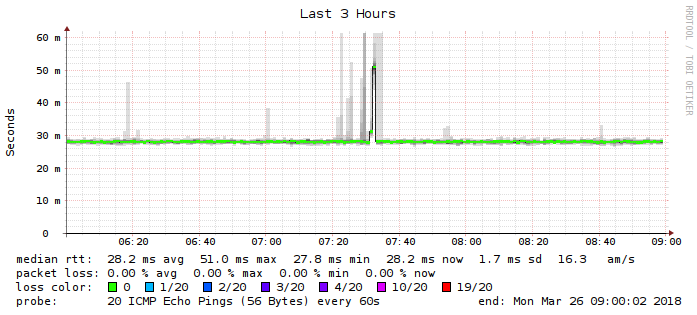 Last 3 Hours
RRDTOOL / TOBI OETIKER
Seconds
60 m
50 m
40 m
30 m
20 m
10 m
0
06:20 06:40 07:00 07:20 07:40 08:00 08:20 08:40 09:00
median rtt: 28.2 ms avg 51.0 ms max 27.8 ms min 28.2 ms now 1.7 ms sd 16.3 am/s
packet loss: 0.00 % avg 0.00 % max 0.00 % min 0.00 % now
loss color: 0 1/20 2/20 3/20 4/20 10/20 19/20
probe: 20 ICMP Echo Pings (56 Bytes) every 60s end: Mon Mar 26 09:00:02 2018